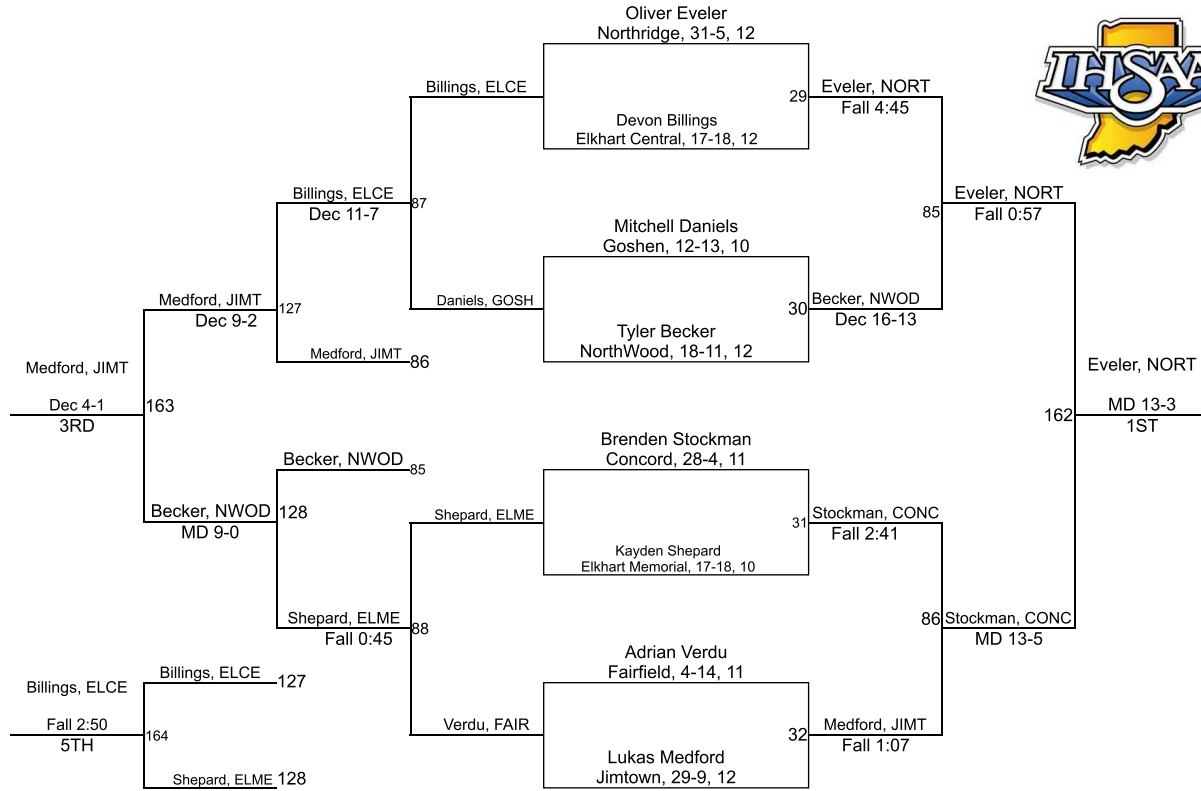 Oliver Eveler
Northridge, 31-5, 12
IHSAA
Billings, ELCE
29
Eveler, NORT
Fall 4:45
Devon Billings
Elkhart Central, 17-18, 12
Billings, ELCE
Dec 11-7
87
85
Eveler, NORT
Fall 0:57
Mitchell Daniels
Goshen, 12-13, 10
Medford, JIMT
Dec 9-2
127
Daniels, GOSH
30
Becker, NWOD
Dec 16-13
Tyler Becker
NorthWood, 18-11, 12
Medford, JIMT
86
Medford, JIMT
Dec 4-1
3RD
163
162
Eveler, NORT
MD 13-3
1ST
Brenden Stockman
Concord, 28-4, 11
Becker, NWOD
85
Becker, NWOD
MD 9-0
128
Shepard, ELME
31
Stockman, CONC
Fall 2:41
Kayden Shepard
Elkhart Memorial, 17-18, 10
Shepard, ELME
Fall 0:45
88
86
Stockman, CONC
MD 13-5
Adrian Verdu
Fairfield, 4-14, 11
Billings, ELCE
127
Billings, ELCE
Fall 2:50
5TH
164
Verdu, FAIR
32
Medford, JIMT
Fall 1:07
Lukas Medford
Jimtown, 29-9, 12
Shepard, ELME
128